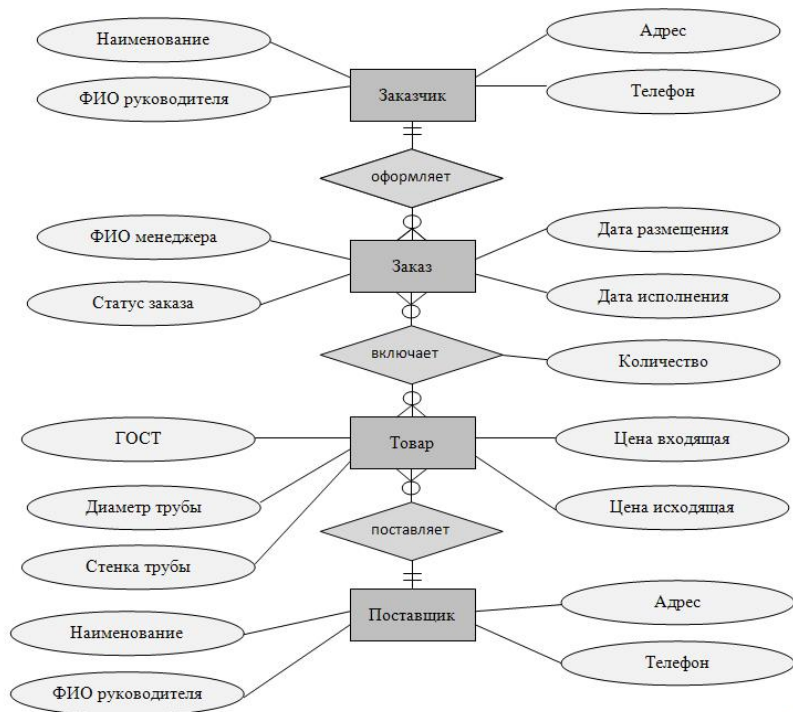 Наименование
Адрес
ФИО руководителя
Заказчик
Телефон
оформляет
ФИО менеджера
Дата размещения
Заказ
Статус заказа
Дата исполнения
включает
Количество
ГОСТ
Товар
Цена входящая
Диаметр трубы
Цена исходящая
поставляет
Стенка трубы
Адрес
Поставщик
Наименование
Телефон
ФИО руководителя